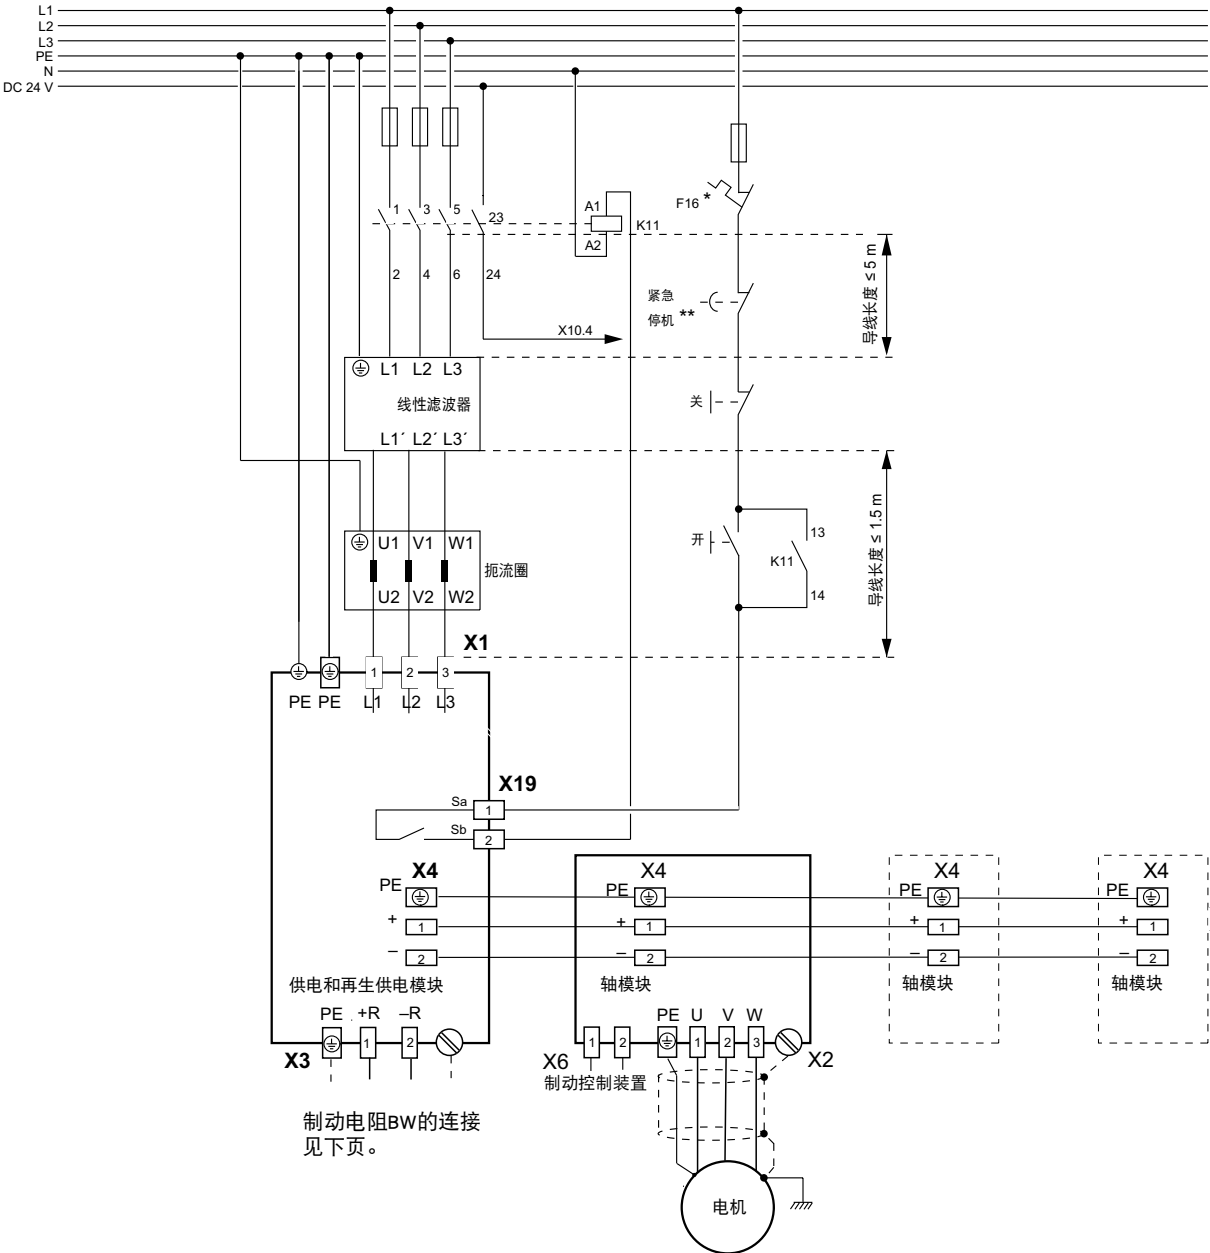 L1
L2
L3
PE
N
DC 24 V
1 3 5 23
A1
K11
A2
F16 *
2 4 6 24
X10.4
紧急
停机 **
导线长度 ≤ 5 m
L1 L2 L3
线性滤波器
L1´ L2´ L3´
关
导线长度 ≤ 1.5 m
开
13
K11
14
U1 V1 W1
扼流圈
U2 V2 W2
X1
1 2 3
PE PE L1 L2 L3
X19
Sa 1
Sb 2
X4 X4 X4 X4
PE PE PE PE
+ 1 + 1 + 1 + 1
– 2 – 2 – 2 – 2
供电和再生供电模块 轴模块 轴模块 轴模块
PE +R –R
1 2
X3
PE U V W
1 2 1 2 3
X6 X2
制动控制装置
制动电阻BW的连接
见下页。
电机